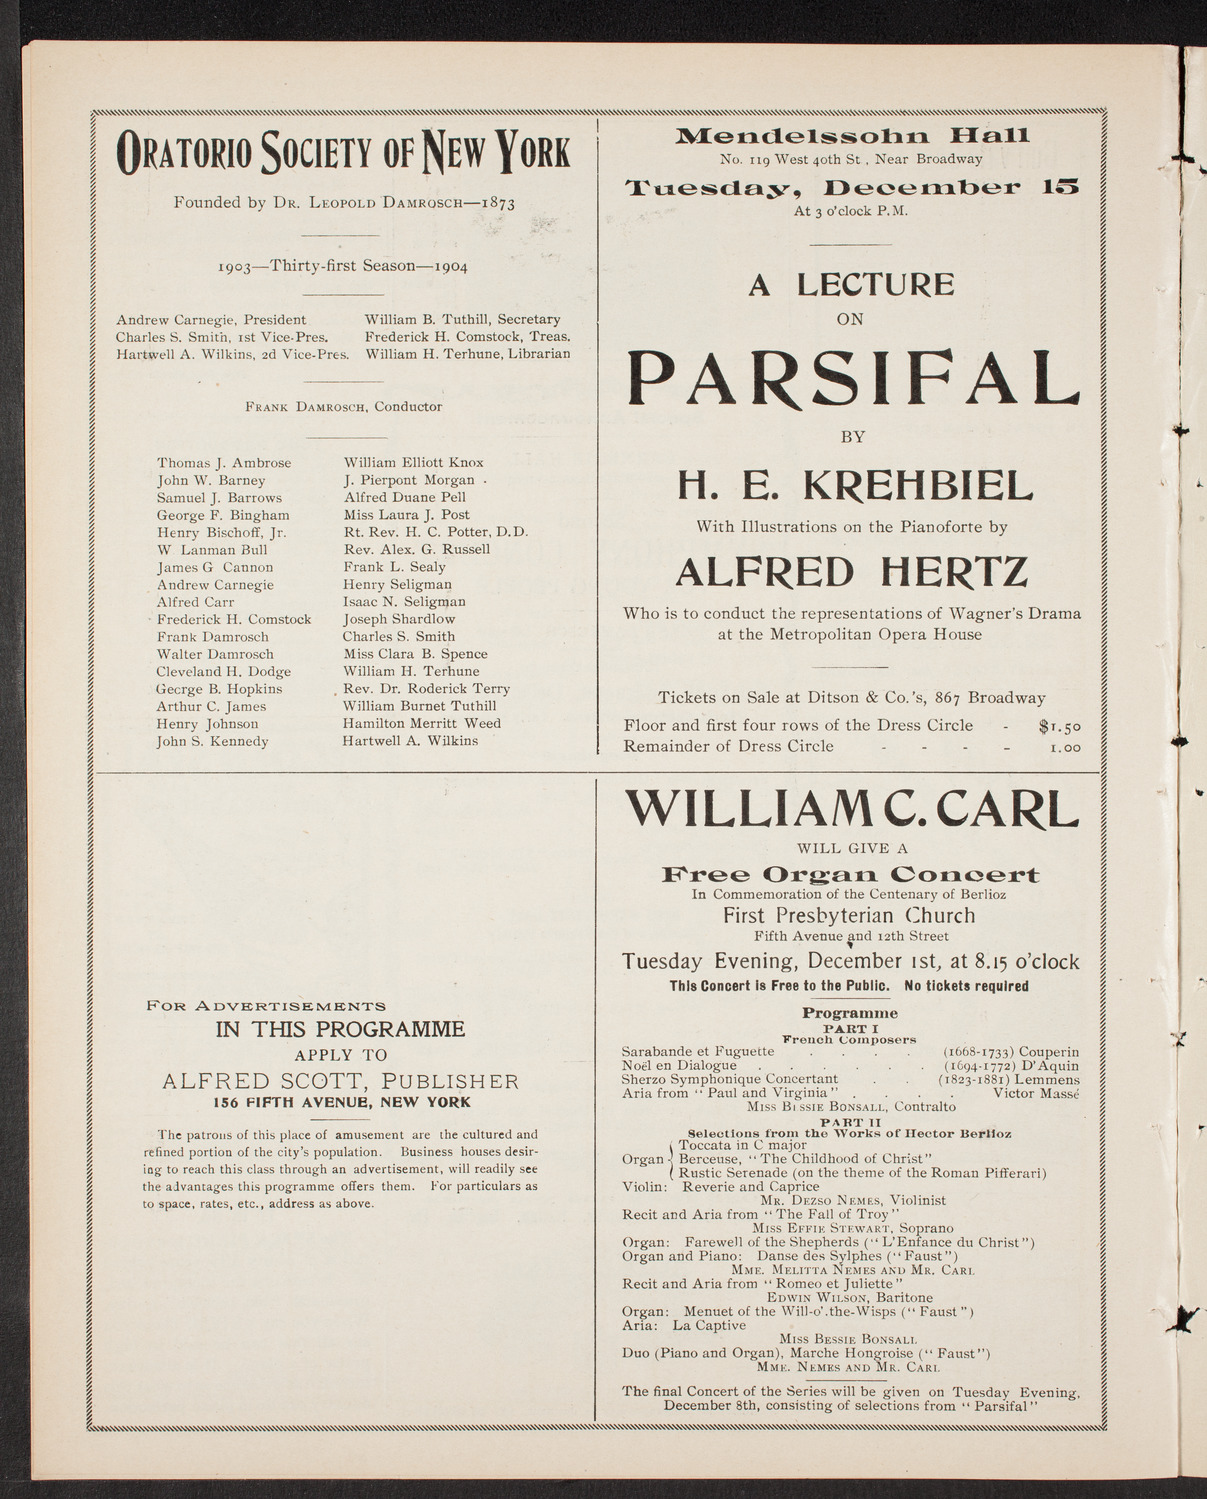 ORATORIO SOCIETY OF NEW YORK
Founded by DR. LEOPOLD DAMROSCH—1873
1903—Thirty-first Season—1904
Andrew Carnegie, President
Charles S. Smith, 1st Vice-Pres.
Hartwell A. Wilkins, 2d Vice-Pres.
William B. Tuthill, Secretary
Frederick H. Comstock, Treas.
William H. Terhune, Librarian
FRANK DAMROSCH, Conductor
Thomas J. Ambrose
John W. Barney
Samuel J. Barrows
George F. Bingham
Henry Bischoff, Jr.
W Lanman Bull
James G Cannon
Andrew Carnegie
Alfred Carr
Frederick H. Comstock
Frank Damrosch
Walter Damrosch
Cleveland H. Dodge
George B. Hopkins
Arthur C. James
Henry Johnson
John S. Kennedy
William Elliott Knox
J. Pierpont Morgan
Alfred Duane Pell
Miss Laura J. Post
Rt. Rev. H. C. Potter, D.D.
Rev. Alex. G. Russell
Frank L. Sealy
Henry Seligman
Isaac N. Seligman
Joseph Shardlow
Charles S. Smith
Miss Clara B. Spence
William H. Terhune
Rev. Dr. Roderick Terry
William Burnet Tuthill
Hamilton Merritt Weed
Hartwell A. Wilkins
Mendelssohn Hall
No. 119 West 40th St., Near Broadway
Tuesday, December 15
At 3 o'clock P.M.
A LECTURE
ON
PARSIFAL
BY
H. E. KREHBIEL
With Illustrations on the Pianoforte by
ALFRED HERTZ
Who is to conduct the representations of Wagner's Drama
at the Metropolitan Opera House
Tickets on Sale at Ditson & Co.'s, 867 Broadway
Floor and first four rows of the Dress Circle - $1.50
Remainder of Dress Circle - - - - 1.00
FOR ADVERTISEMENTS
IN THIS PROGRAMME
APPLY TO
ALFRED SCOTT, PUBLISHER
156 FIFTH AVENUE, NEW YORK
The patrons of this place of amusement are the cultured and
refined portion of the city's population. Business houses desir-
ing to reach this class through an advertisement, will readily see
the advantages this programme offers them. For particulars as
to space, rates, etc., address as above.
WILLIAM C. CARL
WILL GIVE A
Free Organ Concert
In Commemoration of the Centenary of Berlioz
First Presbyterian Church
Fifth Avenue and 12th Street
Tuesday Evening, December 1st, at 8.15 o'clock
This Concert is Free to the Public. No tickets required
Programme
PART I
French Composers
Sarabande et Fuguette . . . . (1668-1733) Couperin
Noël en Dialogue . . . . . . (1694-1772) D'Aquin
Sherzo Symphonique Concertant . . (1823-1881) Lemmens
Aria from "Paul and Virginia" . . . . Victor Massé
MISS BESSIE BONSALL, Contralto
PART II
Selections from the Works of Hector Berlioz
Organ { Toccata in C major
Berceuse, "The Childhood of Christ"
Rustic Serenade (on the theme of the Roman Pifferari)
Violin: Reverie and Caprice
MR. DEZSO NEMES, Violinist
Recit and Aria from "The Fall of Troy"
MISS EFFIE STEWART, Soprano
Organ: Farewell of the Shepherds ("L'Enfance du Christ")
Organ and Piano: Danse des Sylphes ("Faust")
MME. MELITTA NEMES AND MR. CARL
Recit and Aria from "Romeo et Juliette"
EDWIN WILSON, Baritone
Organ: Menuet of the Will-o'.the-Wisps ("Faust")
Aria: La Captive
MISS BESSIE BONSALL
Duo (Piano and Organ), Marche Hongroise ("Faust")
MME. NEMES AND MR. CARL
The final Concert of the Series will be given on Tuesday Evening,
December 8th, consisting of selections from "Parsifal"